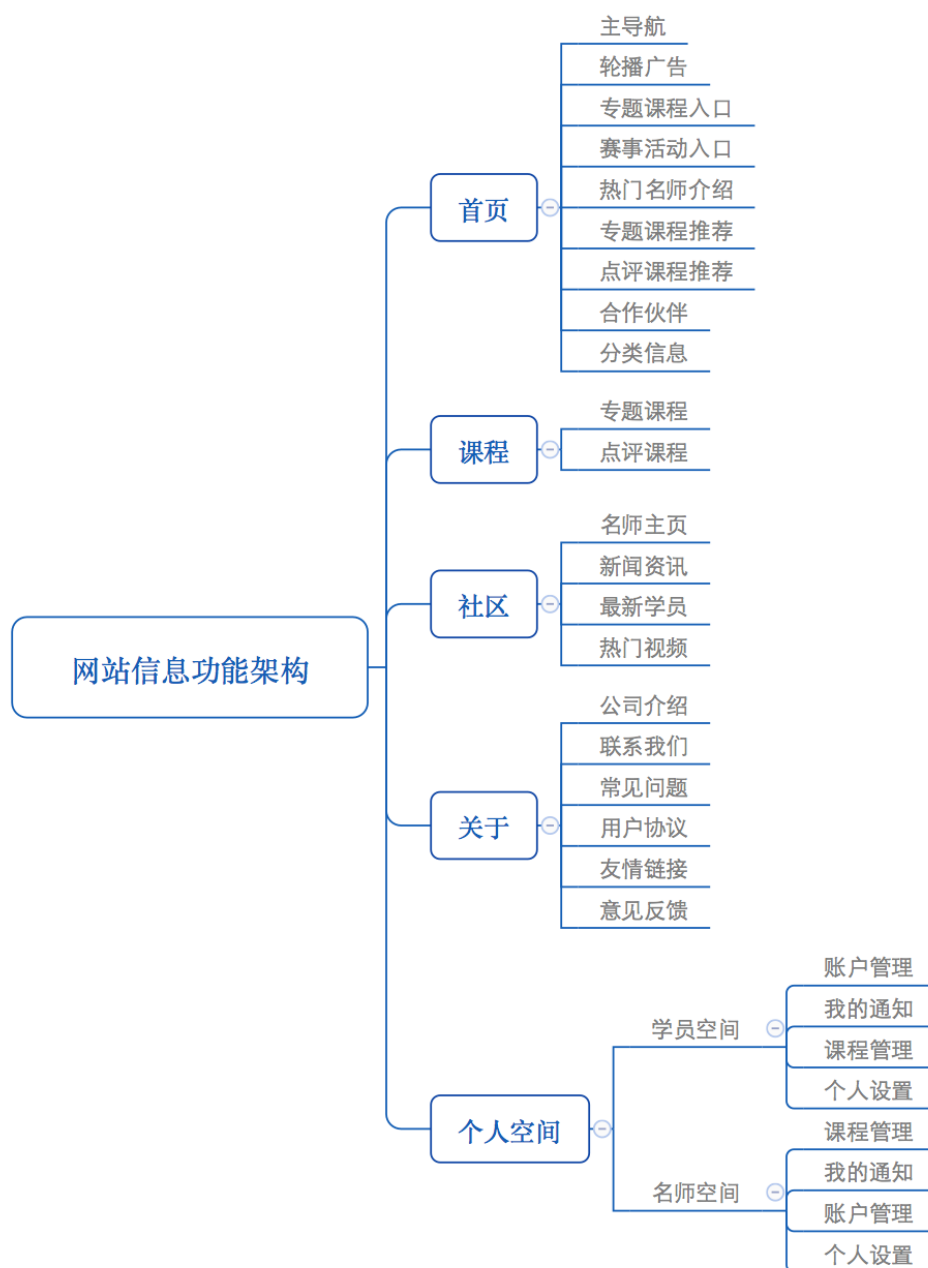 网站信息功能架构
首页
主导航
轮播广告
专题课程入口
赛事活动入口
热门名师介绍
专题课程推荐
点评课程推荐
合作伙伴
分类信息
课程
专题课程
点评课程
社区
名师主页
新闻资讯
最新学员
热门视频
关于
公司介绍
联系我们
常见问题
用户协议
友情链接
意见反馈
个人空间
学员空间
账户管理
我的通知
课程管理
个人设置
名师空间
课程管理
我的通知
账户管理
个人设置